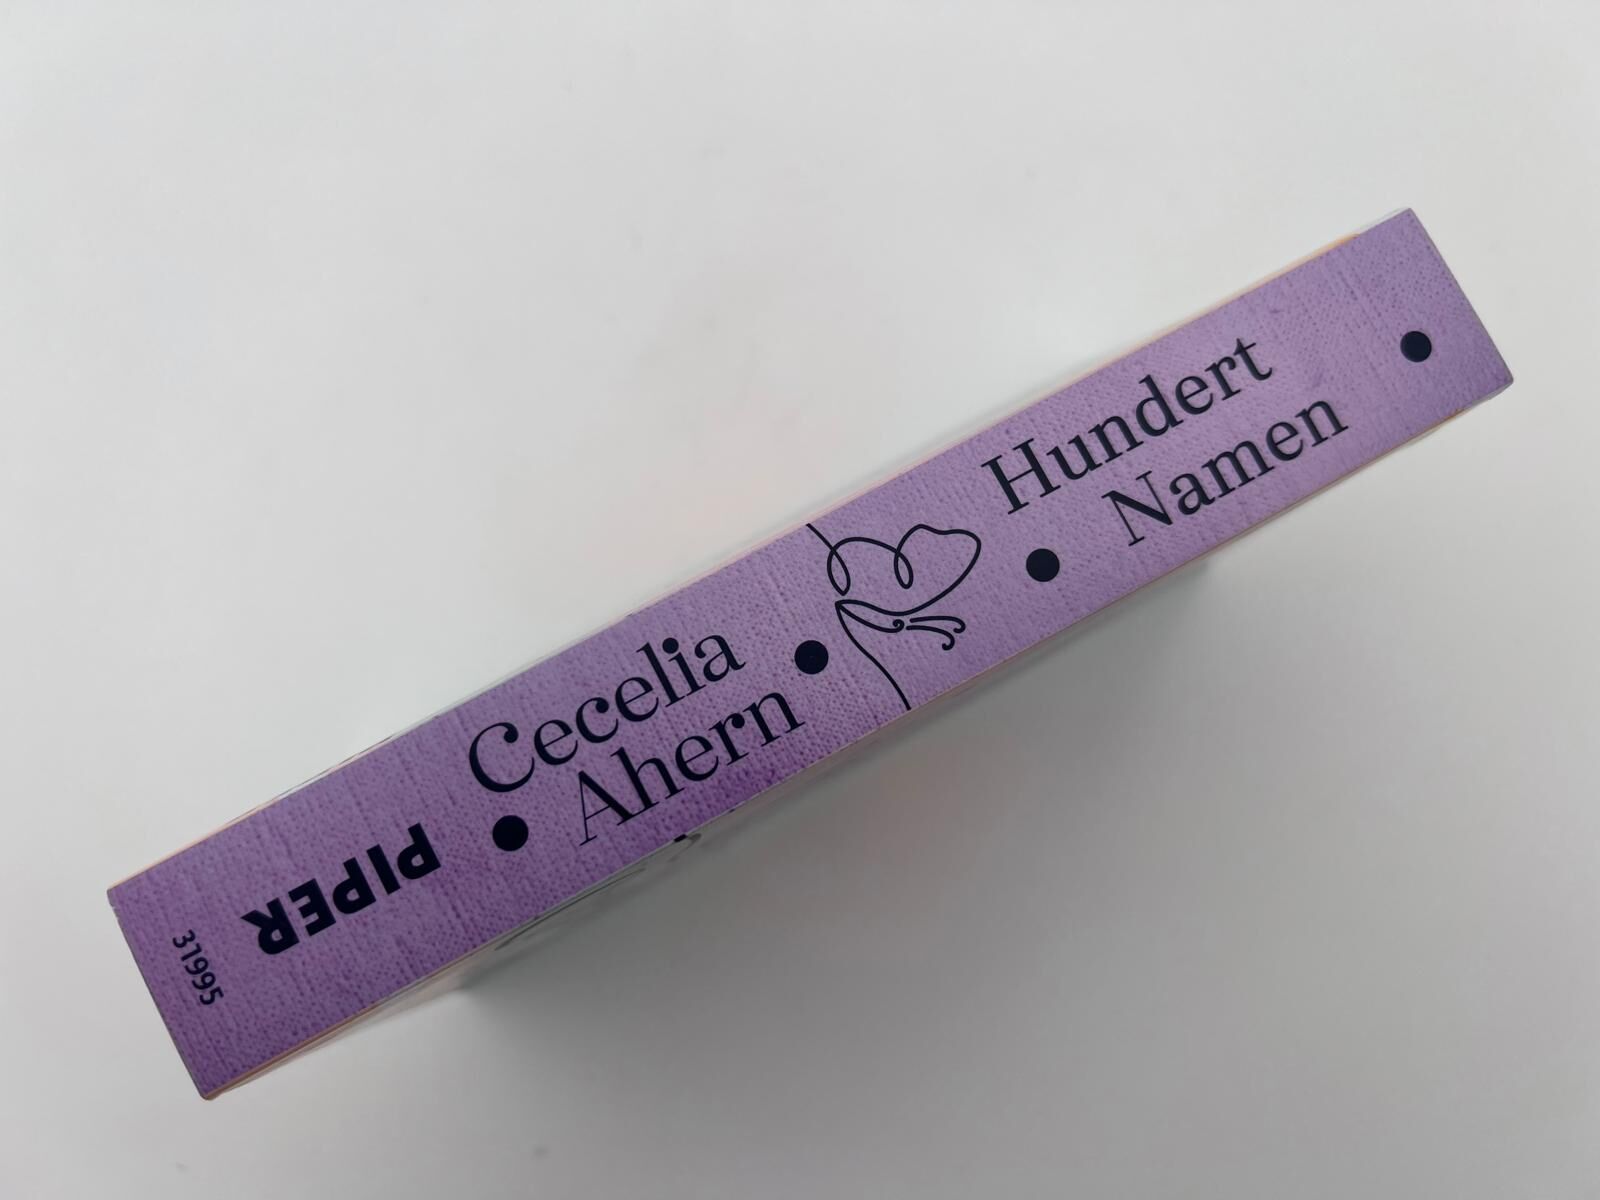 Cecelia
Ahern
Hundert
Namen
PIPER
31995